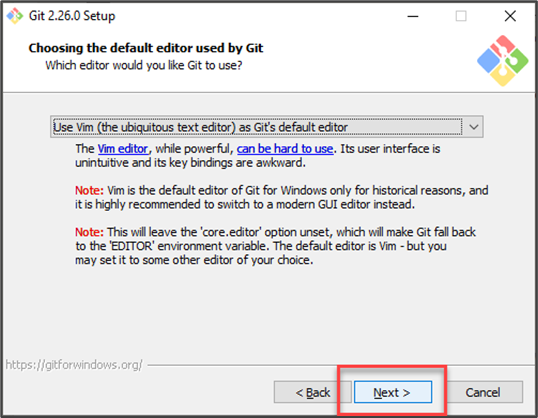 Git 2.26.0 Setup
Choosing the default editor used by Git
Which editor would you like Git to use?
Use Vim (the ubiquitous text editor) as Git's default editor
The Vim editor, while powerful, can be hard to use. Its user interface is
unintuitive and its key bindings are awkward.
Note: Vim is the default editor of Git for Windows only for historical reasons, and
it is highly recommended to switch to a modern GUI editor instead.
Note: This will leave the 'core.editor' option unset, which will make Git fall back
to the 'EDITOR' environment variable. The default editor is Vim - but you
may set it to some other editor of your choice.
https://gitforwindows.org/
< Back
Next >
Cancel